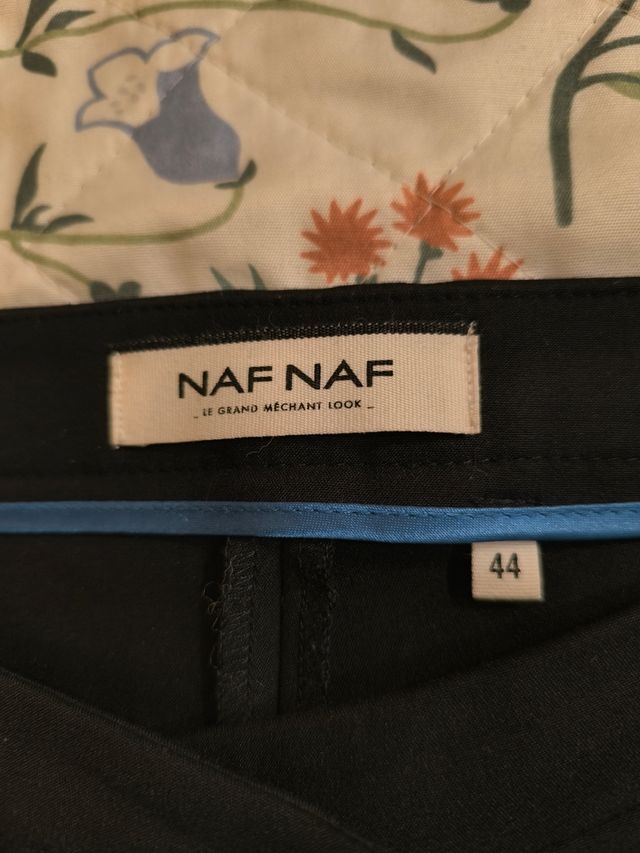 NAF NAF
_ LE GRAND MÉCHANT LOOK _
44